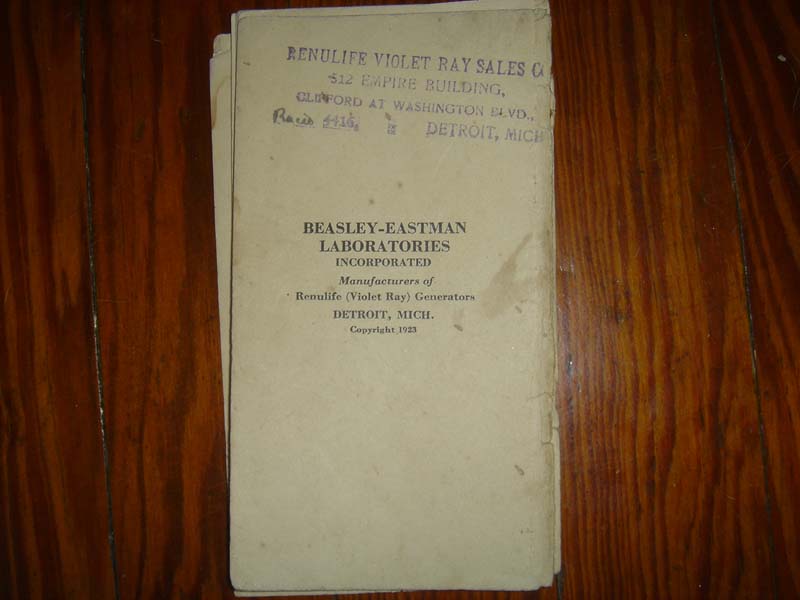 RENULIFE VIOLET RAY SALES CO
512 EMPIRE BUILDING,
CLIFFORD AT WASHINGTON BLVD.,
4416, DETROIT, MICH
BEASLEY-EASTMAN
LABORATORIES
INCORPORATED
Manufacturers of
Renulife (Violet Ray) Generators
DETROIT, MICH.
Copyright 1923